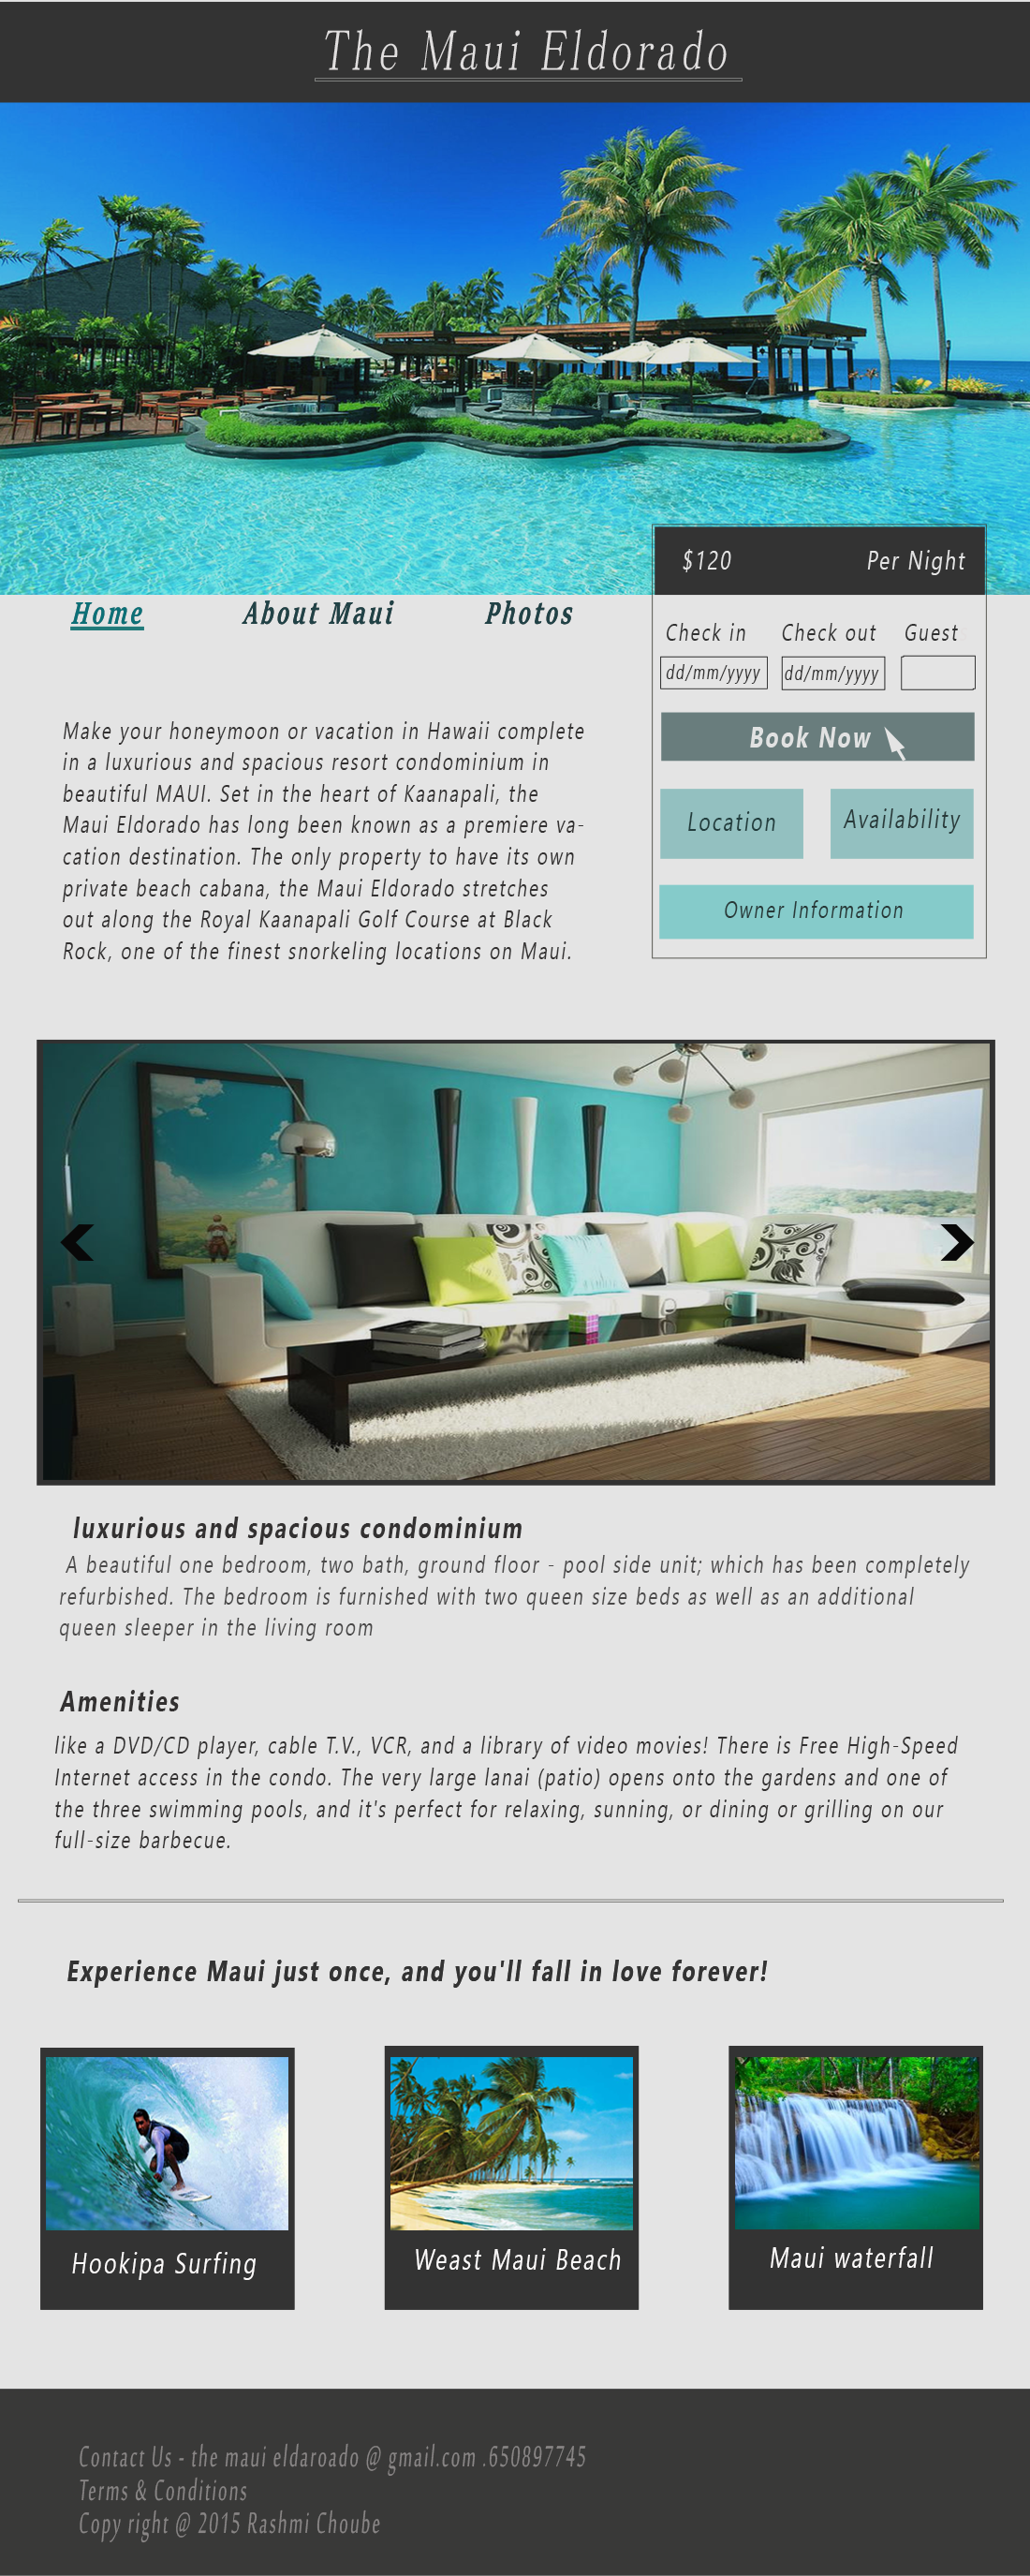 The Maui Eldorado
$120 Per Night
Home About Maui Photos
Check in Check out Guest
dd/mm/yyyy dd/mm/yyyy
Book Now
Location Availability
Owner Information
Make your honeymoon or vacation in Hawaii complete
in a luxurious and spacious resort condominium in
beautiful MAUI. Set in the heart of Kaanapali, the
Maui Eldorado has long been known as a premiere va-
cation destination. The only property to have its own
private beach cabana, the Maui Eldorado stretches
out along the Royal Kaanapali Golf Course at Black
Rock, one of the finest snorkeling locations on Maui.
luxurious and spacious condominium
A beautiful one bedroom, two bath, ground floor - pool side unit; which has been completely
refurbished. The bedroom is furnished with two queen size beds as well as an additional
queen sleeper in the living room
Amenities
like a DVD/CD player, cable T.V., VCR, and a library of video movies! There is Free High-Speed
Internet access in the condo. The very large lanai (patio) opens onto the gardens and one of
the three swimming pools, and it's perfect for relaxing, sunning, or dining or grilling on our
full-size barbecue.
Experience Maui just once, and you'll fall in love forever!
Hookipa Surfing
Weast Maui Beach
Maui waterfall
Contact Us - the maui eldaroado @ gmail.com .650897745
Terms & Conditions
Copy right @ 2015 Rashmi Choube